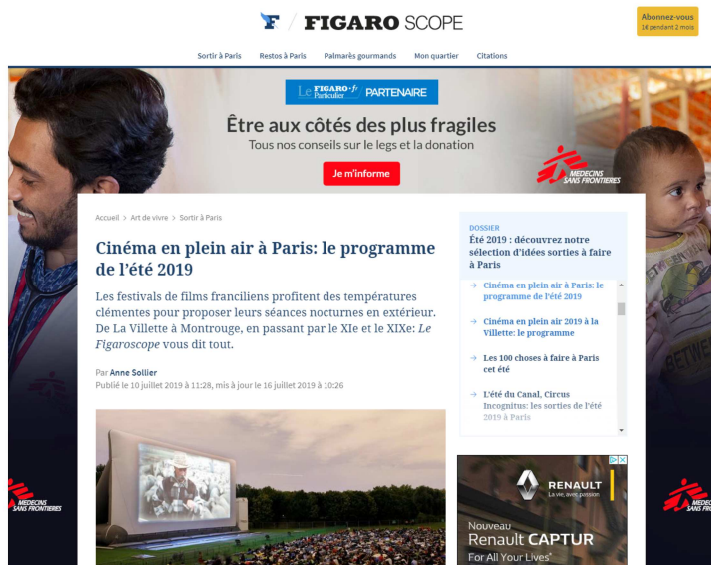 F / FIGARO SCOPE
Abonnez-vous
1€ pendant 2 mois
Sortir à Paris Restos à Paris Palmarès gourmands Mon quartier Citations
Le FIGARO·fr Particulier PARTENAIRE
Être aux côtés des plus fragiles
Tous nos conseils sur le legs et la donation
Je m'informe
MEDECINS
SANS FRONTIERES
Accueil > Art de vivre > Sortir à Paris
Cinéma en plein air à Paris: le programme
de l'été 2019
Les festivals de films franciliens profitent des températures
clémentes pour proposer leurs séances nocturnes en extérieur.
De La Villette à Montrouge, en passant par le XIe et le XIXe: Le
Figaroscope vous dit tout.
Par Anne Sollier
Publié le 10 juillet 2019 à 11:28, mis à jour le 16 juillet 2019 à :0:26
DOSSIER
Été 2019 : découvrez notre
sélection d'idées sorties à faire
à Paris
→ Cinéma en plein air à Paris: le
programme de l'été 2019
→ Cinéma en plein air 2019 à la
Villette: le programme
→ Les 100 choses à faire à Paris
cet été
→ L'été du Canal, Circus
Incognitus: les sorties de l'été
2019 à Paris
RENAULT
La vie, avec passion
Nouveau
Renault CAPTUR
For All Your Lives*
MEDECINS
SANS FRONTIERES
MEDECINS
SANS FRO
BETWEEN
BETWE